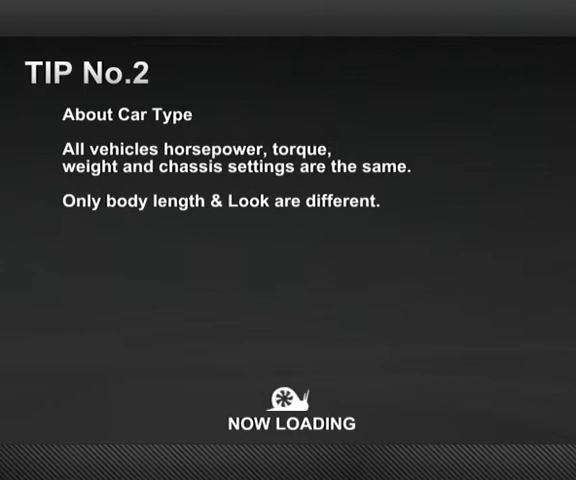 TIP No.2
About Car Type
All vehicles horsepower, torque,
weight and chassis settings are the same.
Only body length & Look are different.
NOW LOADING